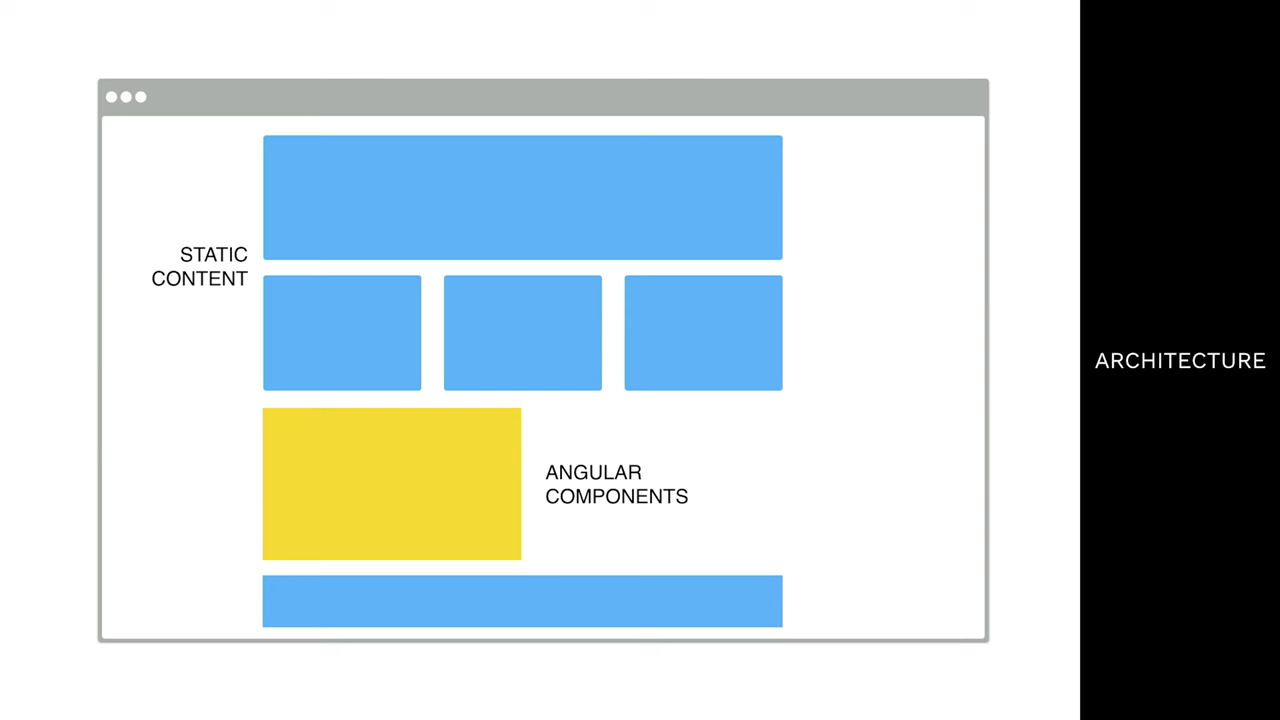 STATIC
CONTENT
ANGULAR
COMPONENTS
ARCHITECTURE